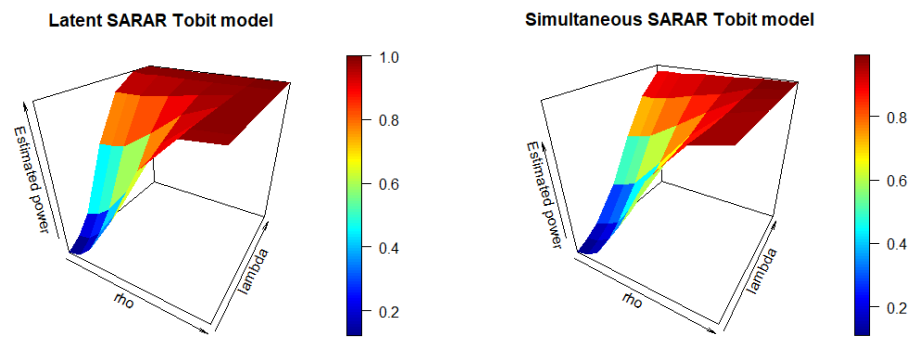 Latent SARAR Tobit model
Estimated power
rho
lambda
1.0
0.8
0.6
0.4
0.2
Simultaneous SARAR Tobit model
Estimated power
rho
lambda
0.8
0.6
0.4
0.2